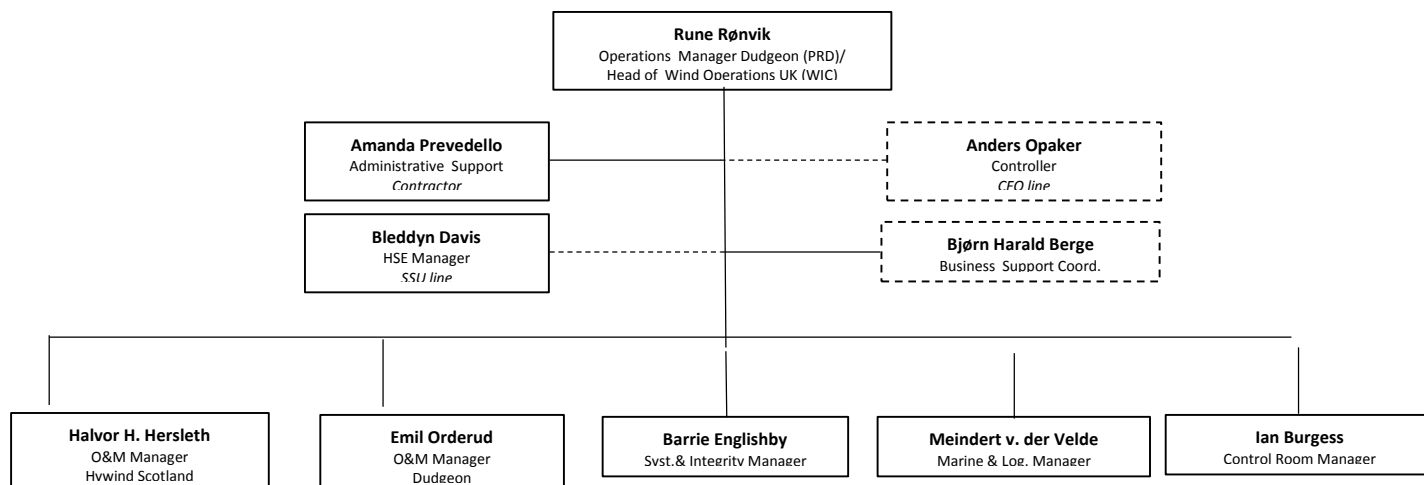 Rune Rønvik
Operations Manager Dudgeon (PRD)/
Head of Wind Operations UK (WIC)
Amanda Prevedello
Administrative Support
Contractor
Anders Opaker
Controller
CFO line
Bleddyn Davis
HSE Manager
SSU line
Bjørn Harald Berge
Business Support Coord.
Halvor H. Hersleth
O&M Manager
Hywind Scotland
Emil Orderud
O&M Manager
Dudgeon
Barrie Englishby
Syst.& Integrity Manager
Meindert v. der Velde
Marine & Log. Manager
Ian Burgess
Control Room Manager